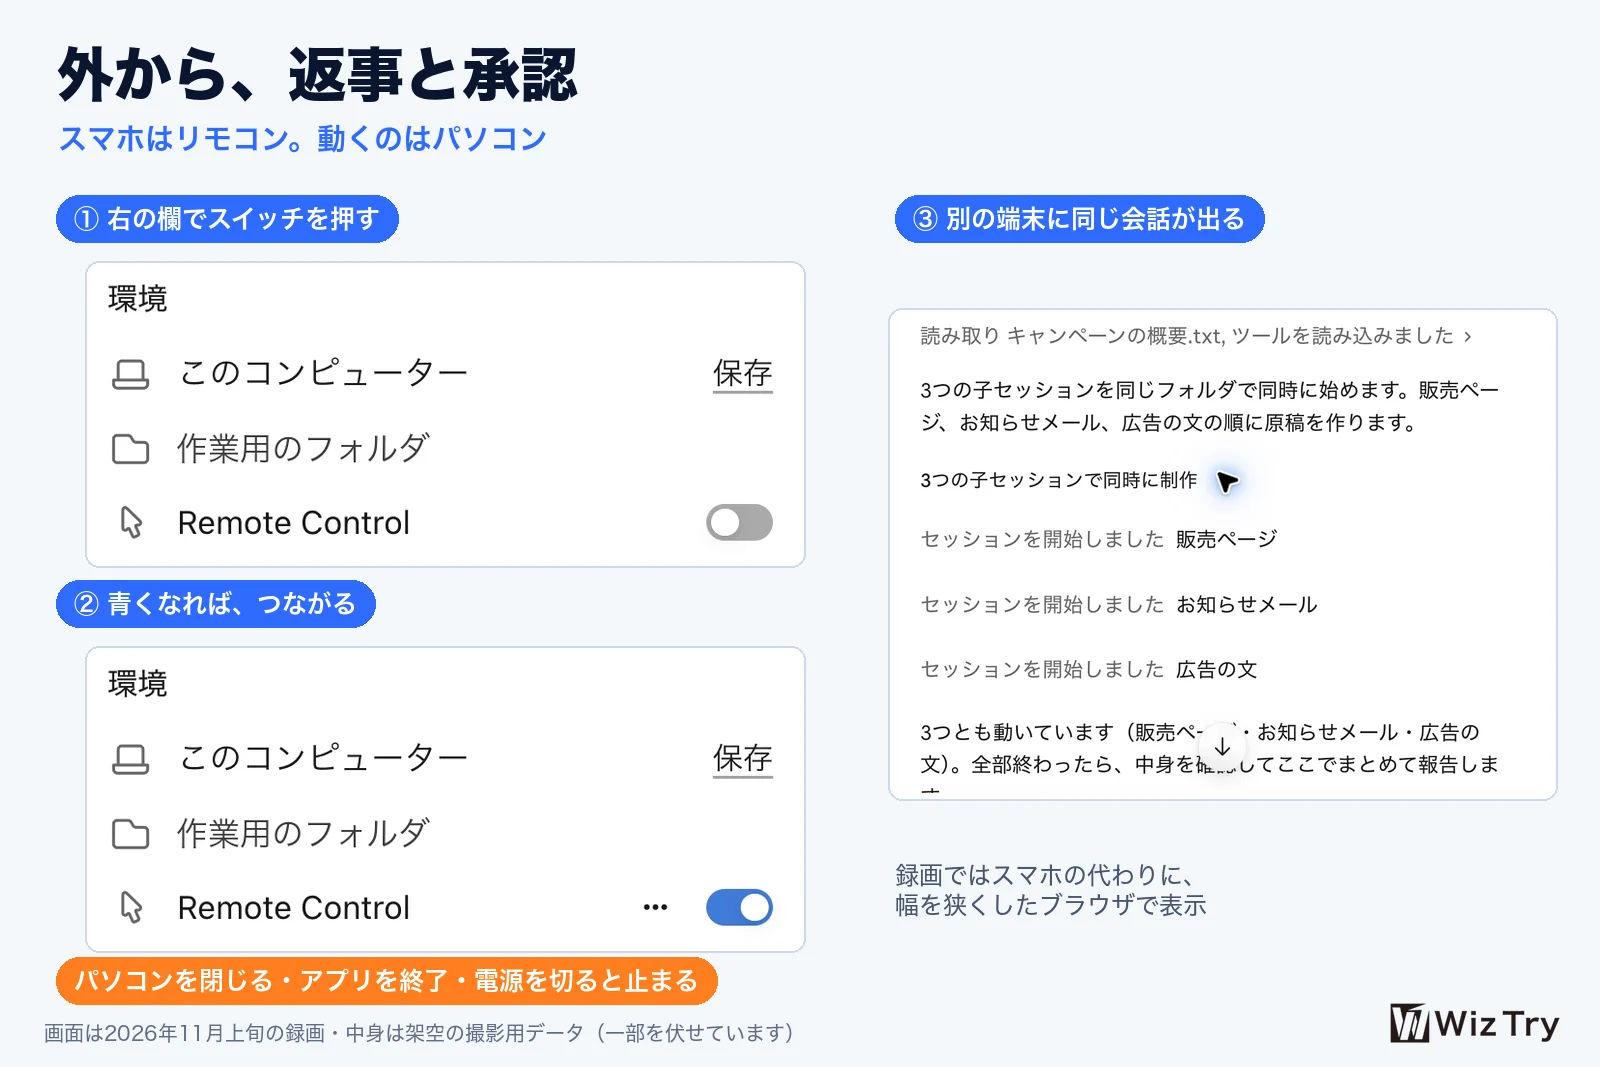 外から、返事と承認
スマホはリモコン。動くのはパソコン
① 右の欄でスイッチを押す
環境
このコンピューター 保存
作業用のフォルダ
Remote Control
② 青くなれば、つながる
環境
このコンピューター 保存
作業用のフォルダ
Remote Control ···
パソコンを閉じる・アプリを終了・電源を切ると止まる
画面は2026年11月上旬の録画・中身は架空の撮影用データ（一部を伏せています）
③ 別の端末に同じ会話が出る
読み取り キャンペーンの概要.txt, ツールを読み込みました ›
3つの子セッションを同じフォルダで同時に始めます。販売ペー
ジ、お知らせメール、広告の文の順に原稿を作ります。
3つの子セッションで同時に制作
セッションを開始しました 販売ページ
セッションを開始しました お知らせメール
セッションを開始しました 広告の文
3つとも動いています（販売ページ・お知らせメール・広告の
文）。全部終わったら、中身を確認してここでまとめて報告しま
録画ではスマホの代わりに、
幅を狭くしたブラウザで表示
Wiz Try